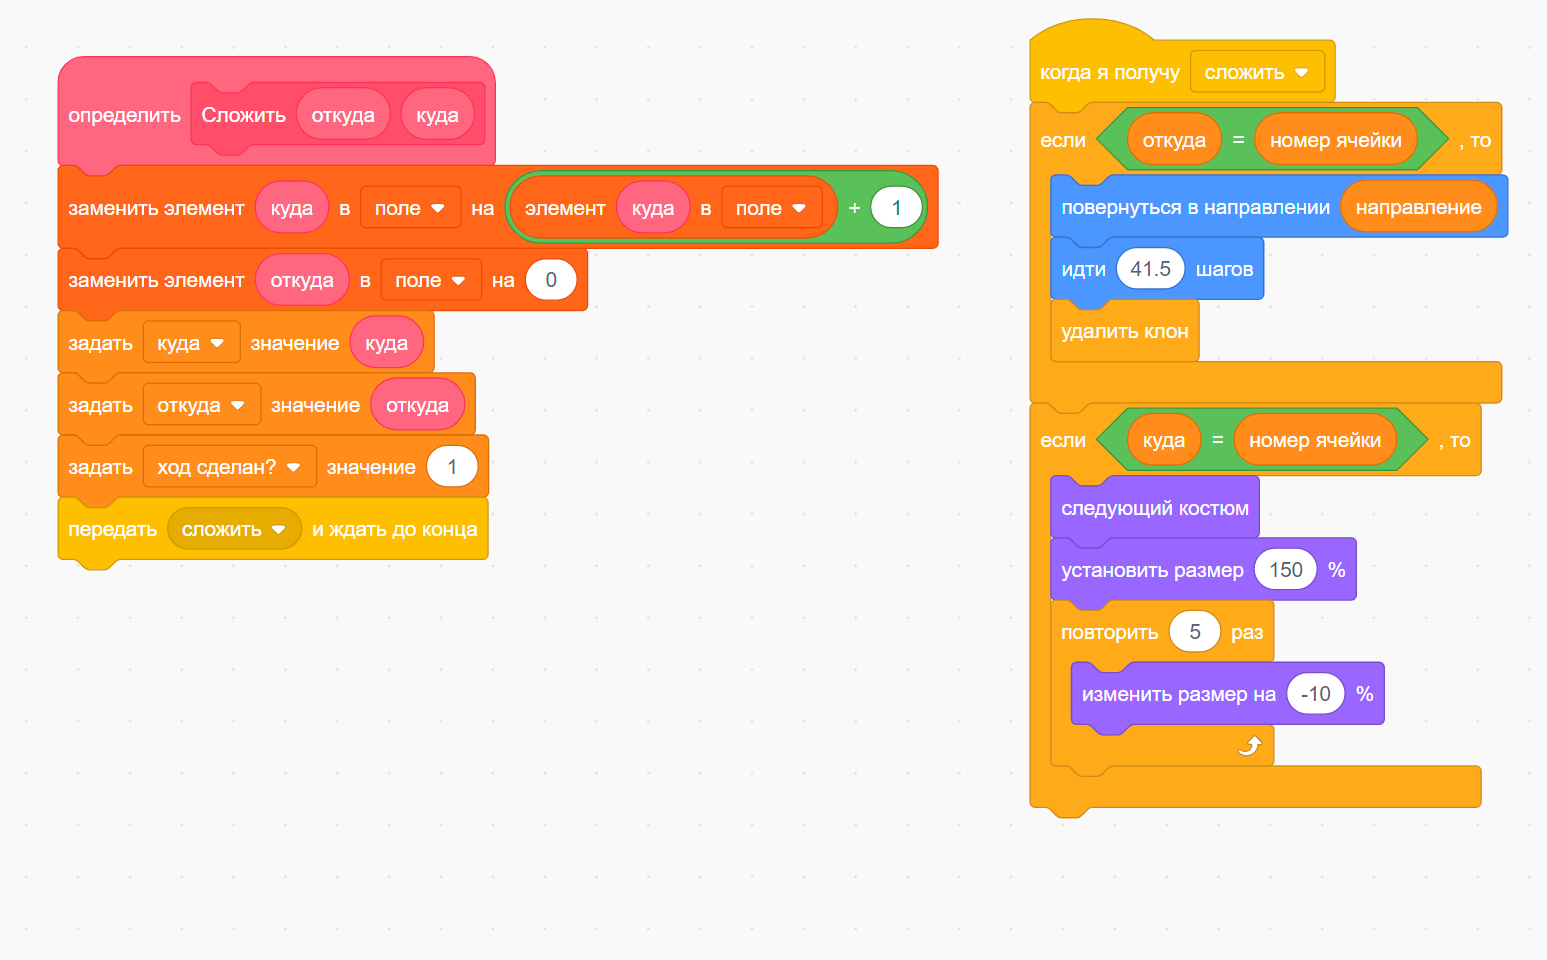 определить Сложить откуда куда
заменить элемент куда в поле на элемент куда в поле + 1
заменить элемент откуда в поле на 0
задать куда значение куда
задать откуда значение откуда
задать ход сделан? значение 1
передать сложить и ждать до конца
когда я получу сложить
если откуда = номер ячейки , то
повернуться в направлении направление
идти 41.5 шагов
удалить клон
если куда = номер ячейки , то
следующий костюм
установить размер 150 %
повторить 5 раз
изменить размер на -10 %